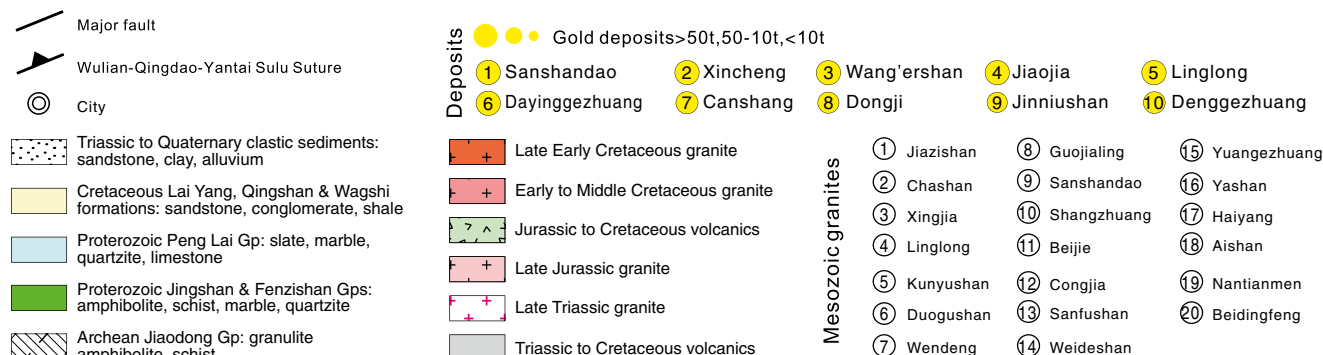 Major fault
Wulian-Qingdao-Yantai Sulu Suture
City
Triassic to Quaternary clastic sediments:
sandstone, clay, alluvium
Cretaceous Lai Yang, Qingshan & Wagshi
formations: sandstone, conglomerate, shale
Proterozoic Peng Lai Gp: slate, marble,
quartzite, limestone
Proterozoic Jingshan & Fenzishan Gps:
amphibolite, schist, marble, quartzite
Archean Jiaodong Gp: granulite
amphibolite, schist
Deposits
Gold deposits>50t,50-10t,<10t
1 Sanshandao 2 Xincheng 3 Wang'ershan 4 Jiaojia 5 Linglong
6 Dayinggezhuang 7 Canshang 8 Dongji 9 Jinniushan 10 Denggezhuang
Late Early Cretaceous granite
Early to Middle Cretaceous granite
Jurassic to Cretaceous volcanics
Late Jurassic granite
Late Triassic granite
Triassic to Cretaceous volcanics
Mesozoic granites
1 Jiazishan
2 Chashan
3 Xingjia
4 Linglong
5 Kunyushan
6 Duogushan
7 Wendeng
8 Guojialing
9 Sanshandao
10 Shangzhuang
11 Beijie
12 Congjia
13 Sanfushan
14 Weideshan
15 Yuangezhuang
16 Yashan
17 Haiyang
18 Aishan
19 Nantianmen
20 Beidingfeng